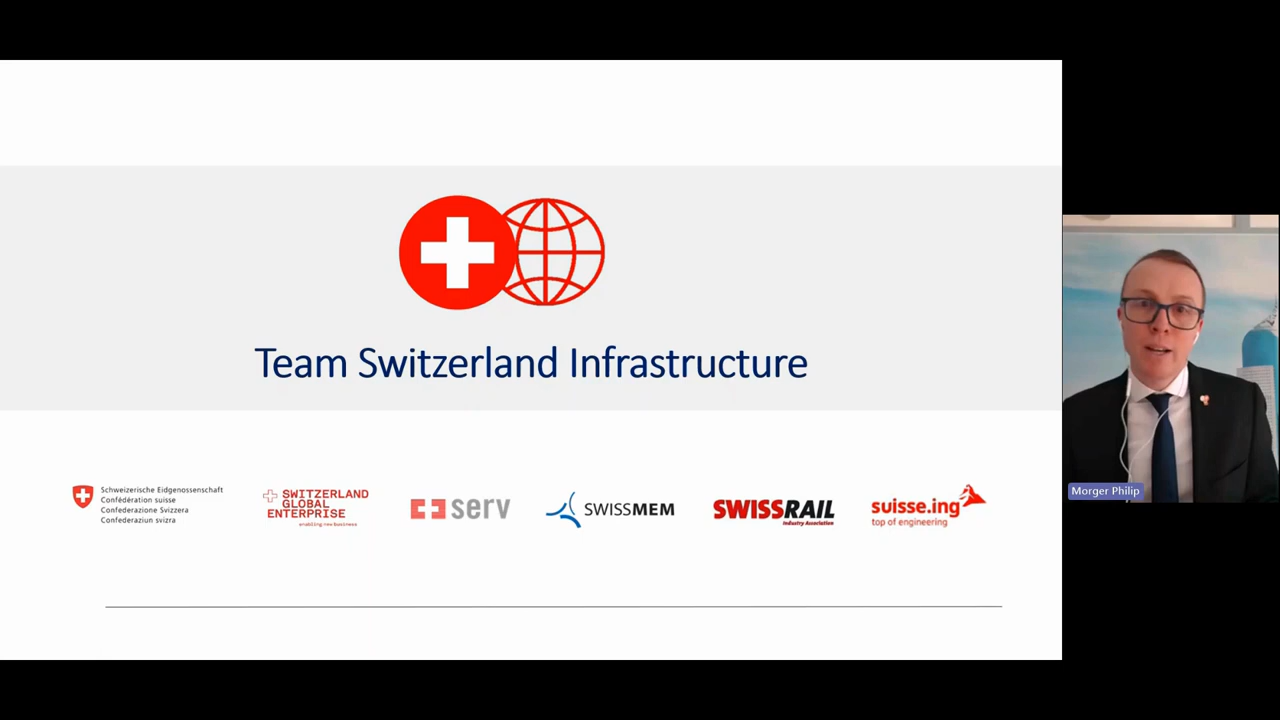 Team Switzerland Infrastructure
Schweizerische Eidgenossenschaft
Confédération suisse
Confederazione Svizzera
Confederaziun svizra
SWITZERLAND
GLOBAL
ENTERPRISE
enabling new business
serv
SWISSMEM
SWISSRAIL
Industry Association
suisse.ing
top of engineering
Morger Philip